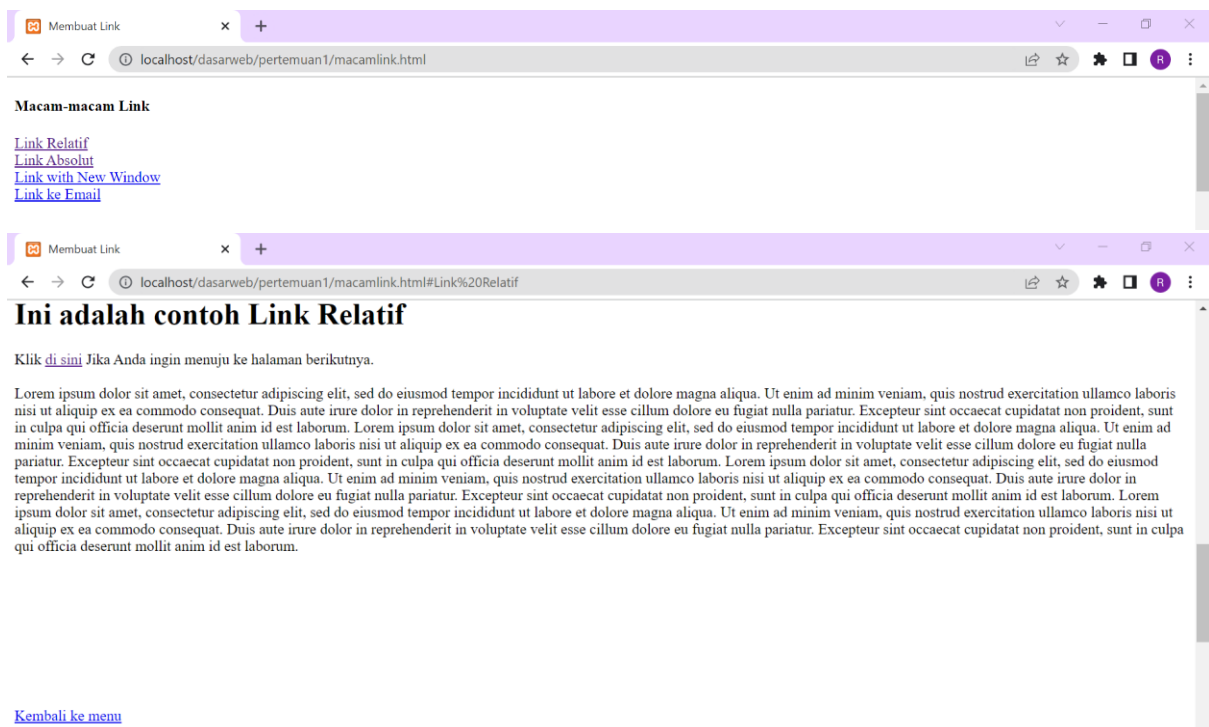 Membuat Link
localhost/dasarweb/pertemuan1/macamlink.html
R
Macam-macam Link
Link Relatif
Link Absolut
Link with New Window
Link ke Email
Membuat Link
localhost/dasarweb/pertemuan1/macamlink.html#Link%20Relatif
R
Ini adalah contoh Link Relatif
Klik di sini Jika Anda ingin menuju ke halaman berikutnya.
Lorem ipsum dolor sit amet, consectetur adipiscing elit, sed do eiusmod tempor incididunt ut labore et dolore magna aliqua. Ut enim ad minim veniam, quis nostrud exercitation ullamco laboris
nisi ut aliquip ex ea commodo consequat. Duis aute irure dolor in reprehenderit in voluptate velit esse cillum dolore eu fugiat nulla pariatur. Excepteur sint occaecat cupidatat non proident, sunt
in culpa qui officia deserunt mollit anim id est laborum. Lorem ipsum dolor sit amet, consectetur adipiscing elit, sed do eiusmod tempor incididunt ut labore et dolore magna aliqua. Ut enim ad
minim veniam, quis nostrud exercitation ullamco laboris nisi ut aliquip ex ea commodo consequat. Duis aute irure dolor in reprehenderit in voluptate velit esse cillum dolore eu fugiat nulla
pariatur. Excepteur sint occaecat cupidatat non proident, sunt in culpa qui officia deserunt mollit anim id est laborum. Lorem ipsum dolor sit amet, consectetur adipiscing elit, sed do eiusmod
tempor incididunt ut labore et dolore magna aliqua. Ut enim ad minim veniam, quis nostrud exercitation ullamco laboris nisi ut aliquip ex ea commodo consequat. Duis aute irure dolor in
reprehenderit in voluptate velit esse cillum dolore eu fugiat nulla pariatur. Excepteur sint occaecat cupidatat non proident, sunt in culpa qui officia deserunt mollit anim id est laborum. Lorem
ipsum dolor sit amet, consectetur adipiscing elit, sed do eiusmod tempor incididunt ut labore et dolore magna aliqua. Ut enim ad minim veniam, quis nostrud exercitation ullamco laboris nisi ut
aliquip ex ea commodo consequat. Duis aute irure dolor in reprehenderit in voluptate velit esse cillum dolore eu fugiat nulla pariatur. Excepteur sint occaecat cupidatat non proident, sunt in culpa
qui officia deserunt mollit anim id est laborum.
Kembali ke menu